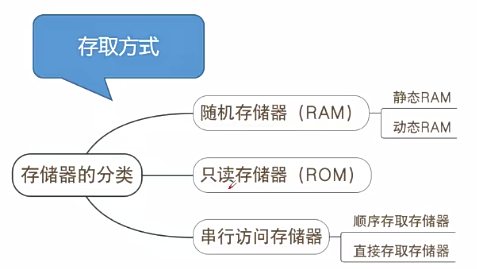 存取方式
存储器的分类
随机存储器（RAM）
静态RAM
动态RAM
只读存储器（ROM）
串行访问存储器
顺序存取存储器
直接存取存储器